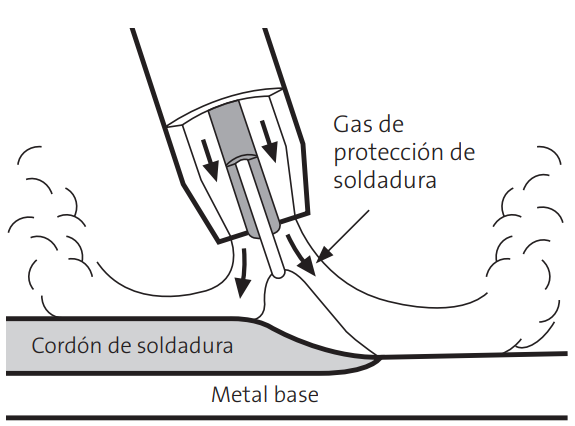 Gas de
protección de
soldadura
Cordón de soldadura
Metal base